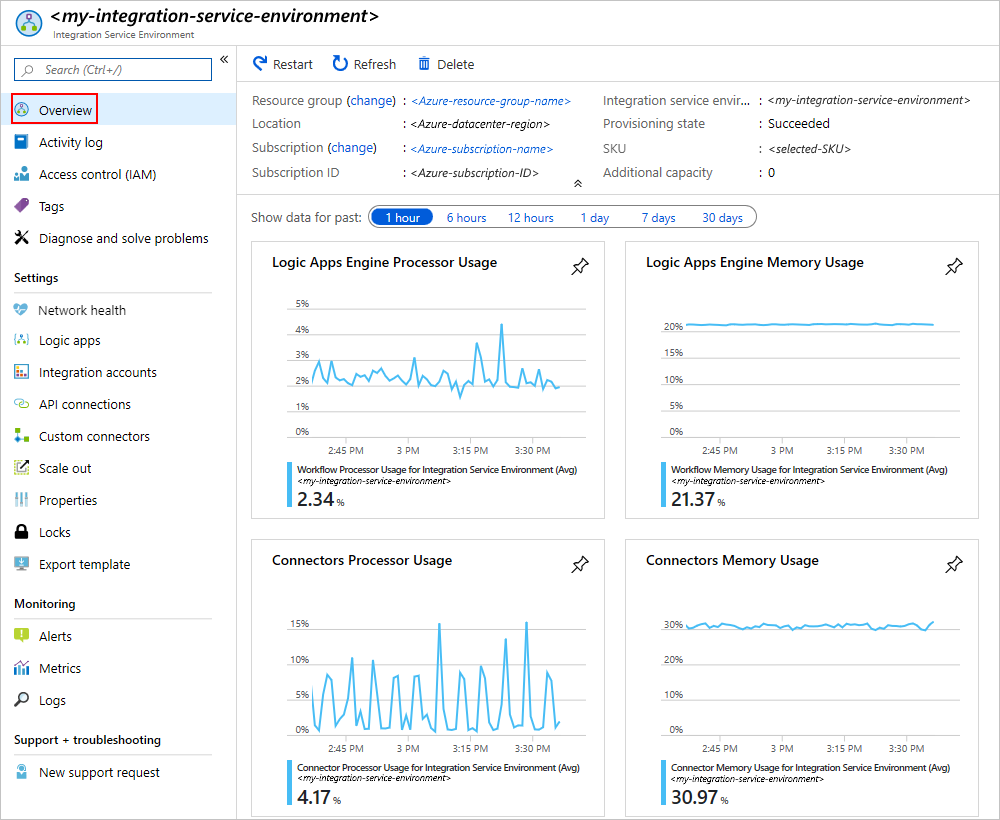 <my-integration-service-environment>
Integration Service Environment
Search (Ctrl+/)
«
Overview
Activity log
Access control (IAM)
Tags
Diagnose and solve problems
Settings
Network health
Logic apps
Integration accounts
API connections
Custom connectors
Scale out
Properties
Locks
Export template
Monitoring
Alerts
Metrics
Logs
Support + troubleshooting
New support request
Restart Refresh Delete
Resource group (change) : <Azure-resource-group-name>
Location : <Azure-datacenter-region>
Subscription (change) : <Azure-subscription-name>
Subscription ID : <Azure-subscription-ID>
Integration service envir... : <my-integration-service-environment>
Provisioning state : Succeeded
SKU : <selected-SKU>
Additional capacity : 0
Show data for past: 1 hour 6 hours 12 hours 1 day 7 days 30 days
Logic Apps Engine Processor Usage
5%
4%
3%
2%
1%
0%
2:45 PM 3 PM 3:15 PM 3:30 PM
Workflow Processor Usage for Integration Service Environment (Avg)
<my-integration-service-environment>
2.34 %
Logic Apps Engine Memory Usage
20%
15%
10%
5%
0%
2:45 PM 3 PM 3:15 PM 3:30 PM
Workflow Memory Usage for Integration Service Environment (Avg)
<my-integration-service-environment>
21.37 %
Connectors Processor Usage
15%
10%
5%
0%
2:45 PM 3 PM 3:15 PM 3:30 PM
Connector Processor Usage for Integration Service Environment (Avg)
<my-integration-service-environment>
4.17 %
Connectors Memory Usage
30%
20%
10%
0%
2:45 PM 3 PM 3:15 PM 3:30 PM
Connector Memory Usage for Integration Service Environment (Avg)
<my-integration-service-environment>
30.97 %